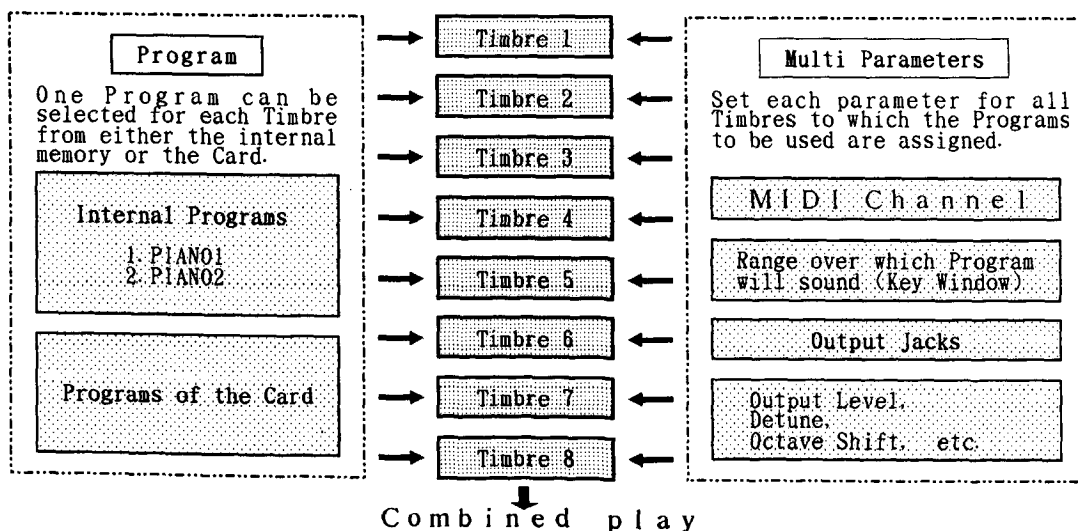 Program
One Program can be
selected for each Timbre
from either the internal
memory or the Card.
Internal Programs
1. PIANO1
2. PIANO2
Programs of the Card
Timbre 1
Timbre 2
Timbre 3
Timbre 4
Timbre 5
Timbre 6
Timbre 7
Timbre 8
Combined play
Multi Parameters
Set each parameter for all
Timbres to which the Programs
to be used are assigned.
MIDI Channel
Range over which Program
will sound (Key Window)
Output Jacks
Output Level,
Detune,
Octave Shift, etc.